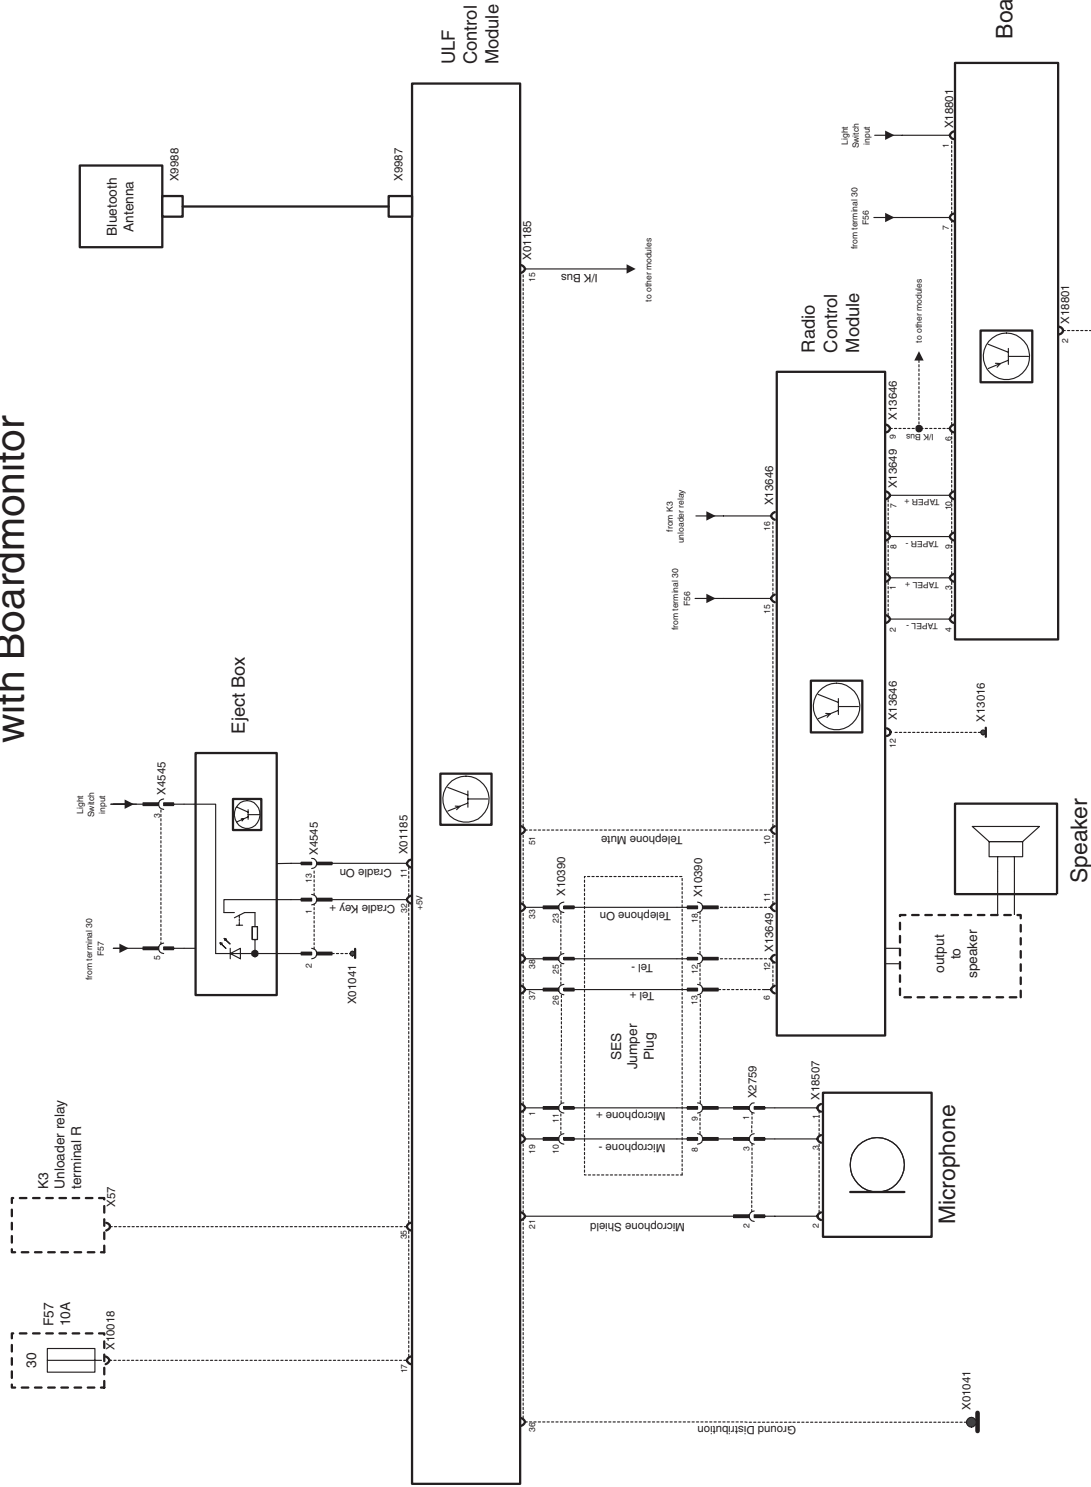 with Boardmonitor
ULF
Control
Module
Bluetooth
Antenna
X9988
X9987
X01185
15
I/K Bus
to other modules
Light
Switch
input
X4545
3
from terminal 30
F57
5
Eject Box
X4545
13
Cradle On
X01185
11
1
Cradle Key +
32
+5V
2
X01041
K3
Unloader relay
terminal R
X57
35
F57
10A
30
X10018
17
51
Telephone Mute
10
33
23
X10390
Telephone On
18
X10390
11
38
25
Tel -
12
X13649
12
37
26
Tel +
13
6
SES
Jumper
Plug
1
11
Microphone +
9
X2759
1
X18507
1
19
10
Microphone -
8
3
3
21
Microphone Shield
2
2
Microphone
36
Ground Distribution
X01041
Radio
Control
Module
from K3
unloader relay
16
X13646
from terminal 30
F56
15
X13646
9
I/K Bus
6
to other modules
X13649
7
TAPER +
10
8
TAPER -
9
1
TAPEL +
3
2
TAPEL -
4
X13646
12
X13016
output
to
speaker
Speaker
Boa
Light
Switch
input
X18801
1
from terminal 30
F56
7
X18801
2